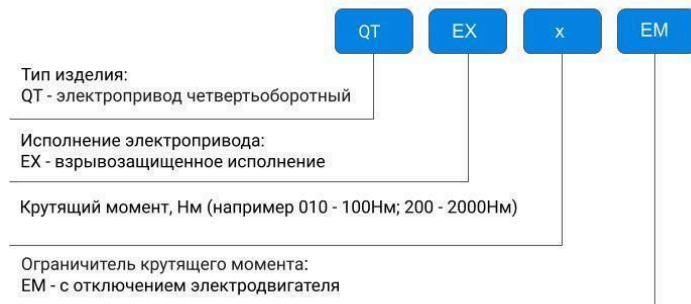 QT EX x EM
Тип изделия:
QT - электропривод четвертьоборотный
Исполнение электропривода:
EX - взрывозащищенное исполнение
Крутящий момент, Нм (например 010 - 100Нм; 200 - 2000Нм)
Ограничитель крутящего момента:
EM - с отключением электродвигателя